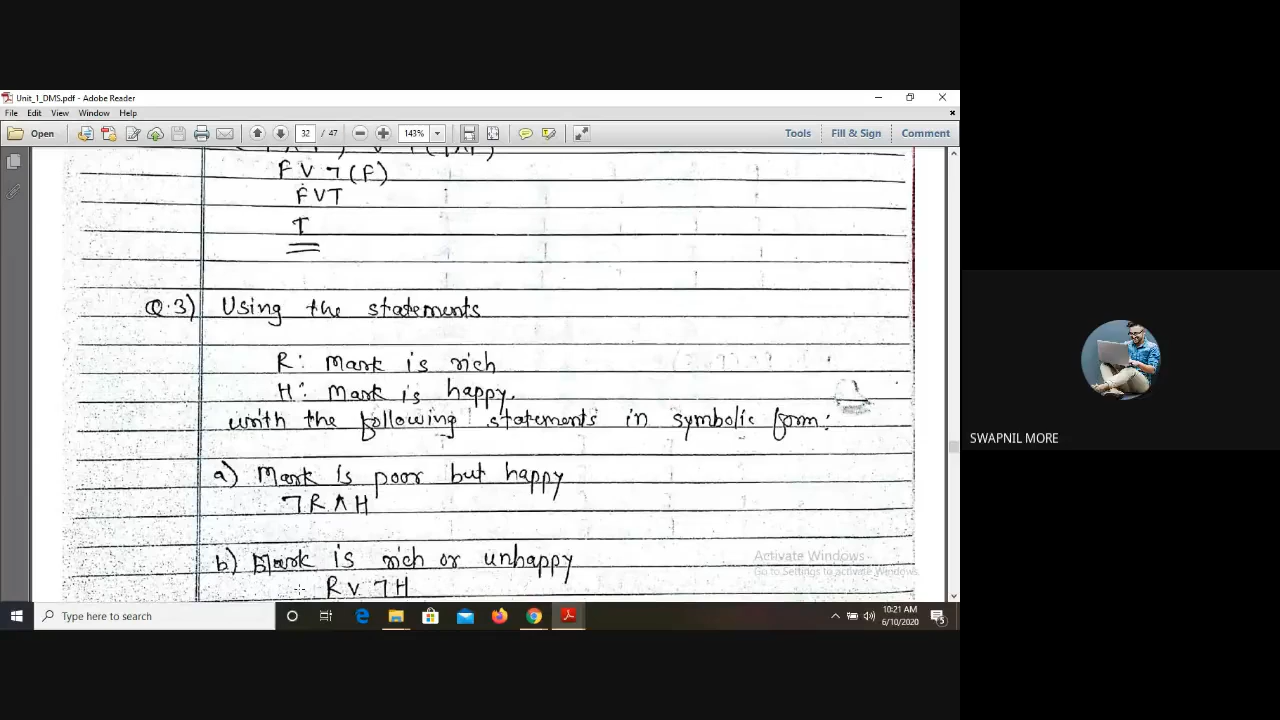 Unit_1_DMS.pdf - Adobe Reader
File Edit View Window Help
Open 32 / 47 143% Tools Fill & Sign Comment
F V ¬(F)
F V T
T
Q.3) Using the statements
R: Mark is rich
H: Mark is happy.
writh the following statements in symbolic form:
a) Mark is poor but happy
¬R ∧ H
b) Mark is rich or unhappy
R V ¬H
Activate Windows
Go to Settings to activate Windows.
SWAPNIL MORE
Type here to search
10:21 AM
6/10/2020
5